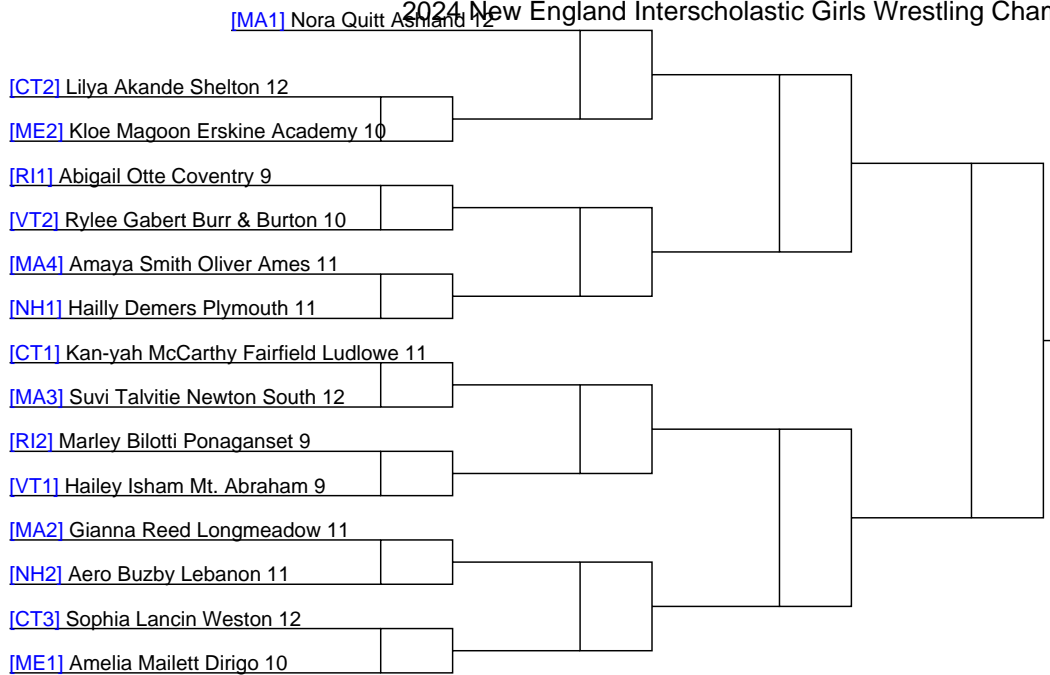 2024 New England Interscholastic Girls Wrestling Cham
[MA1] Nora Quitt Ashland 12
[CT2] Lilya Akande Shelton 12
[ME2] Kloe Magoon Erskine Academy 10
[RI1] Abigail Otte Coventry 9
[VT2] Rylee Gabert Burr & Burton 10
[MA4] Amaya Smith Oliver Ames 11
[NH1] Hailly Demers Plymouth 11
[CT1] Kan-yah McCarthy Fairfield Ludlowe 11
[MA3] Suvi Talvitie Newton South 12
[RI2] Marley Bilotti Ponaganset 9
[VT1] Hailey Isham Mt. Abraham 9
[MA2] Gianna Reed Longmeadow 11
[NH2] Aero Buzby Lebanon 11
[CT3] Sophia Lancin Weston 12
[ME1] Amelia Mailett Dirigo 10